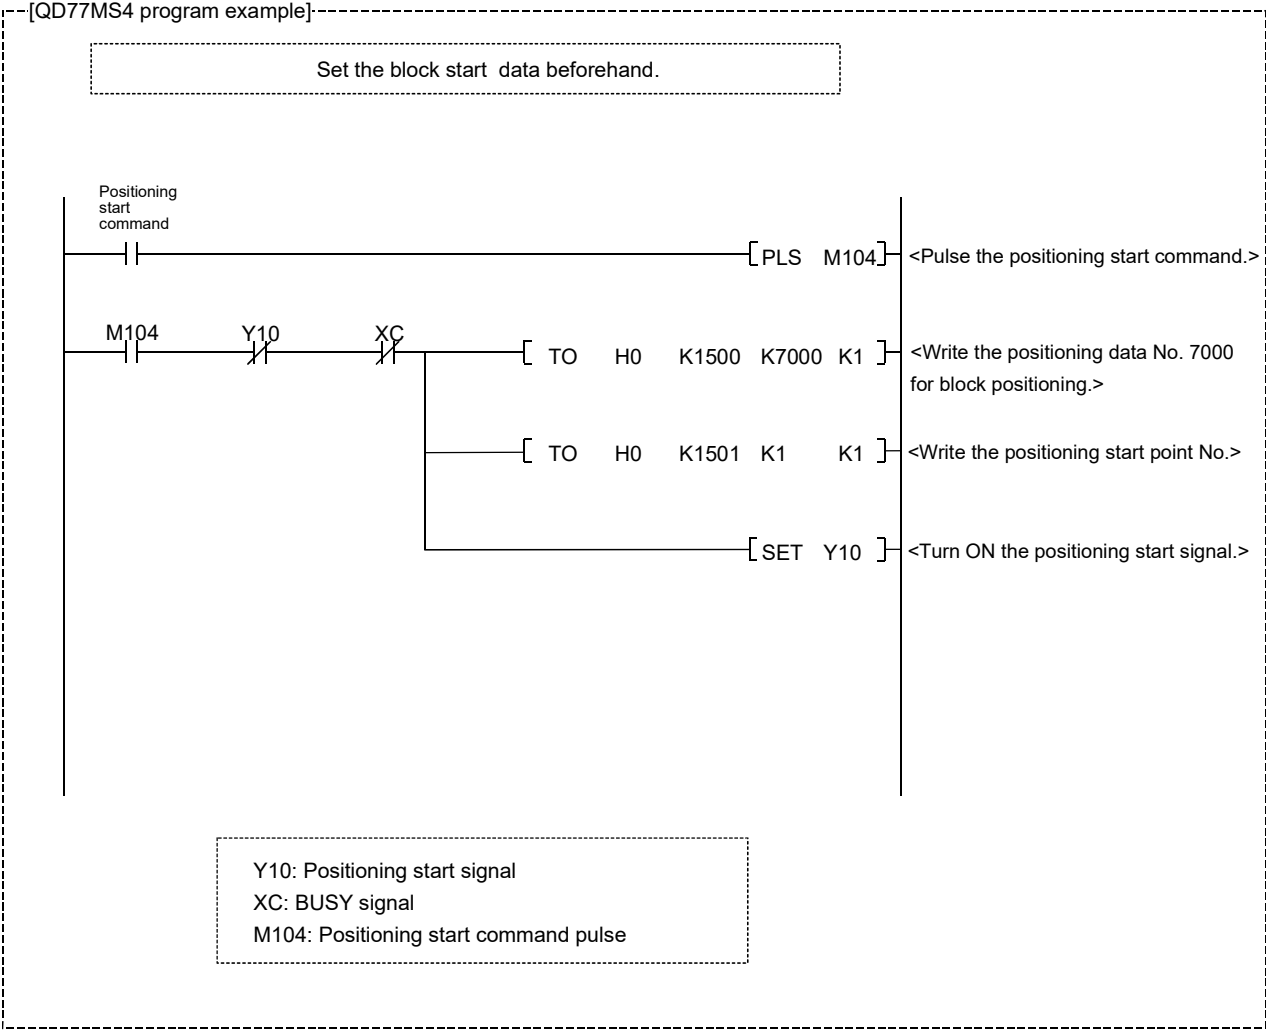 [QD77MS4 program example]
Set the block start data beforehand.
Positioning
start
command
PLS M104 <Pulse the positioning start command.>
M104 Y10 XC
TO H0 K1500 K7000 K1 <Write the positioning data No. 7000
for block positioning.>
TO H0 K1501 K1 K1 <Write the positioning start point No.>
SET Y10 <Turn ON the positioning start signal.>
Y10: Positioning start signal
XC: BUSY signal
M104: Positioning start command pulse